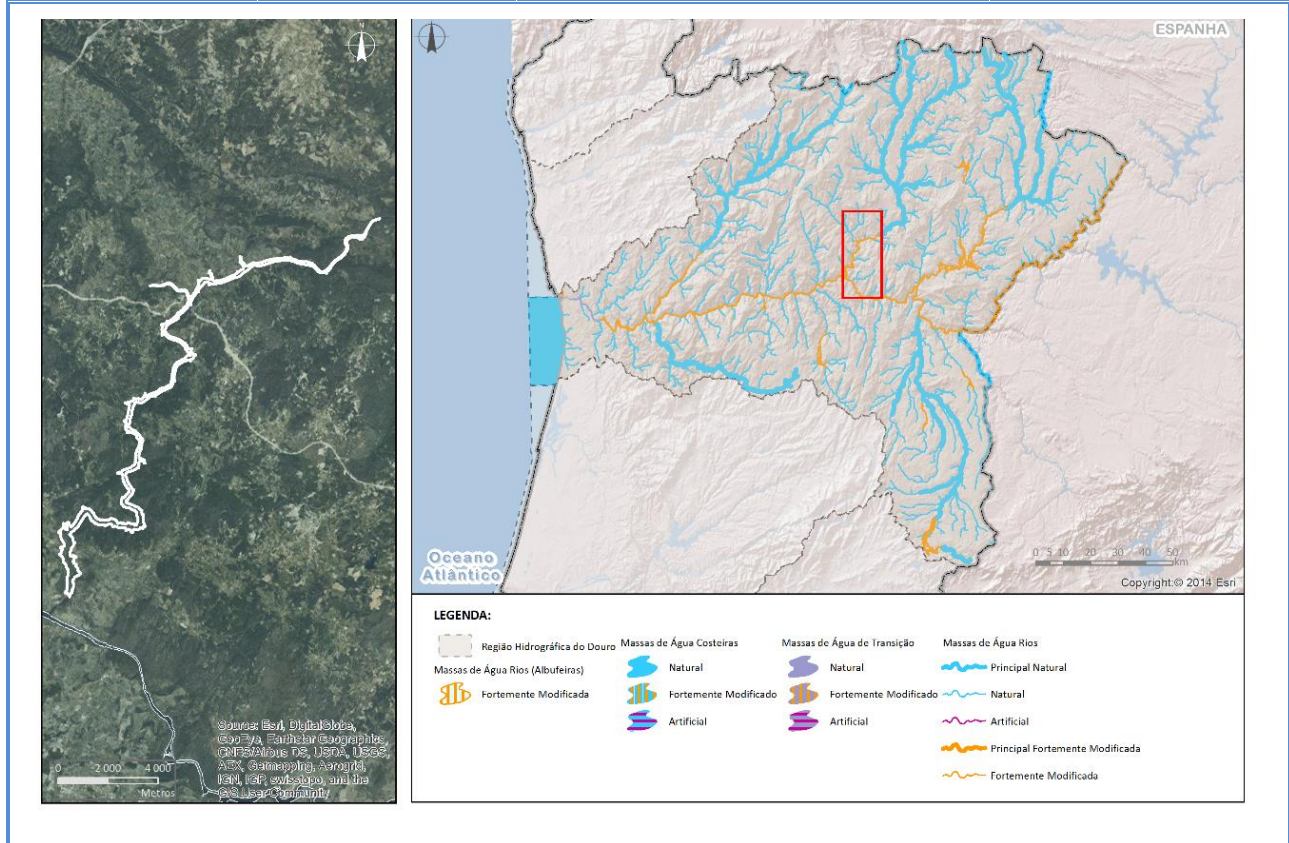 Source: Esri, DigitalGlobe,
GeoEye, Earthstar Geographics,
CNES/Airbus DS, USDA, USGS,
AEX, Getmapping, Aerogrid,
IGN, IGP, swisstopo, and the
GIS User Community
0 2 000 4 000
Metros
ESPANHA
Oceano
Atlântico
0 5 10 20 30 40 50
km
Copyright:© 2014 Esri
LEGENDA:
Região Hidrográfica do Douro
Massas de Água Rios (Albufeiras)
Fortemente Modificada
Massas de Água Costeiras
Natural
Fortemente Modificado
Artificial
Massas de Água de Transição
Natural
Fortemente Modificado
Artificial
Massas de Água Rios
Principal Natural
Natural
Artificial
Principal Fortemente Modificada
Fortemente Modificada